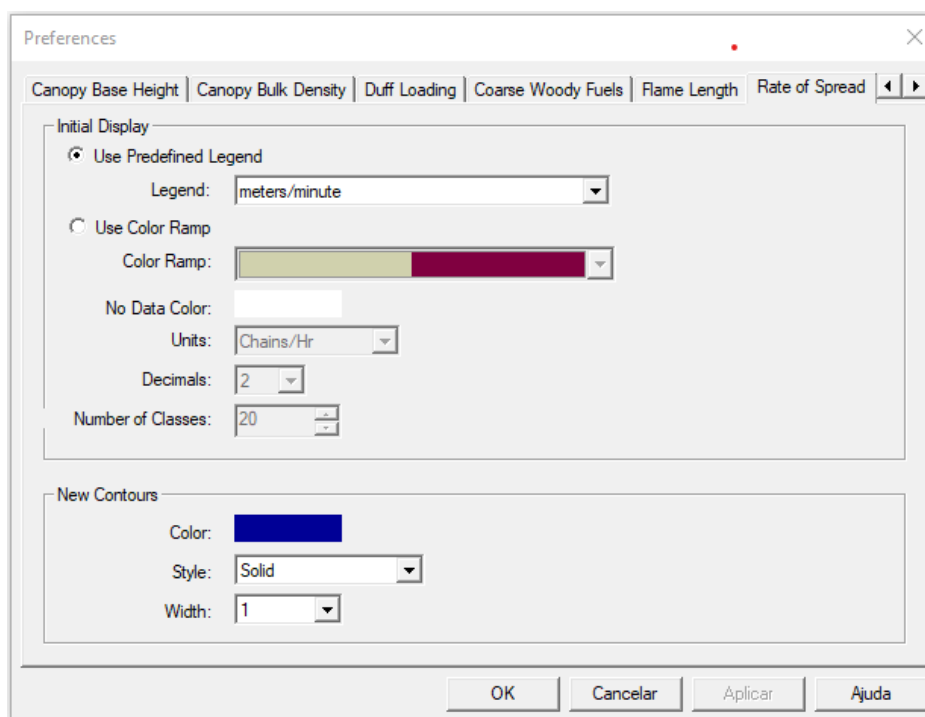 Preferences
Canopy Base Height Canopy Bulk Density Duff Loading Coarse Woody Fuels Flame Length Rate of Spread
Initial Display
Use Predefined Legend
Legend: meters/minute
Use Color Ramp
Color Ramp:
No Data Color:
Units: Chains/Hr
Decimals: 2
Number of Classes: 20
New Contours
Color:
Style: Solid
Width: 1
OK Cancelar Aplicar Ajuda